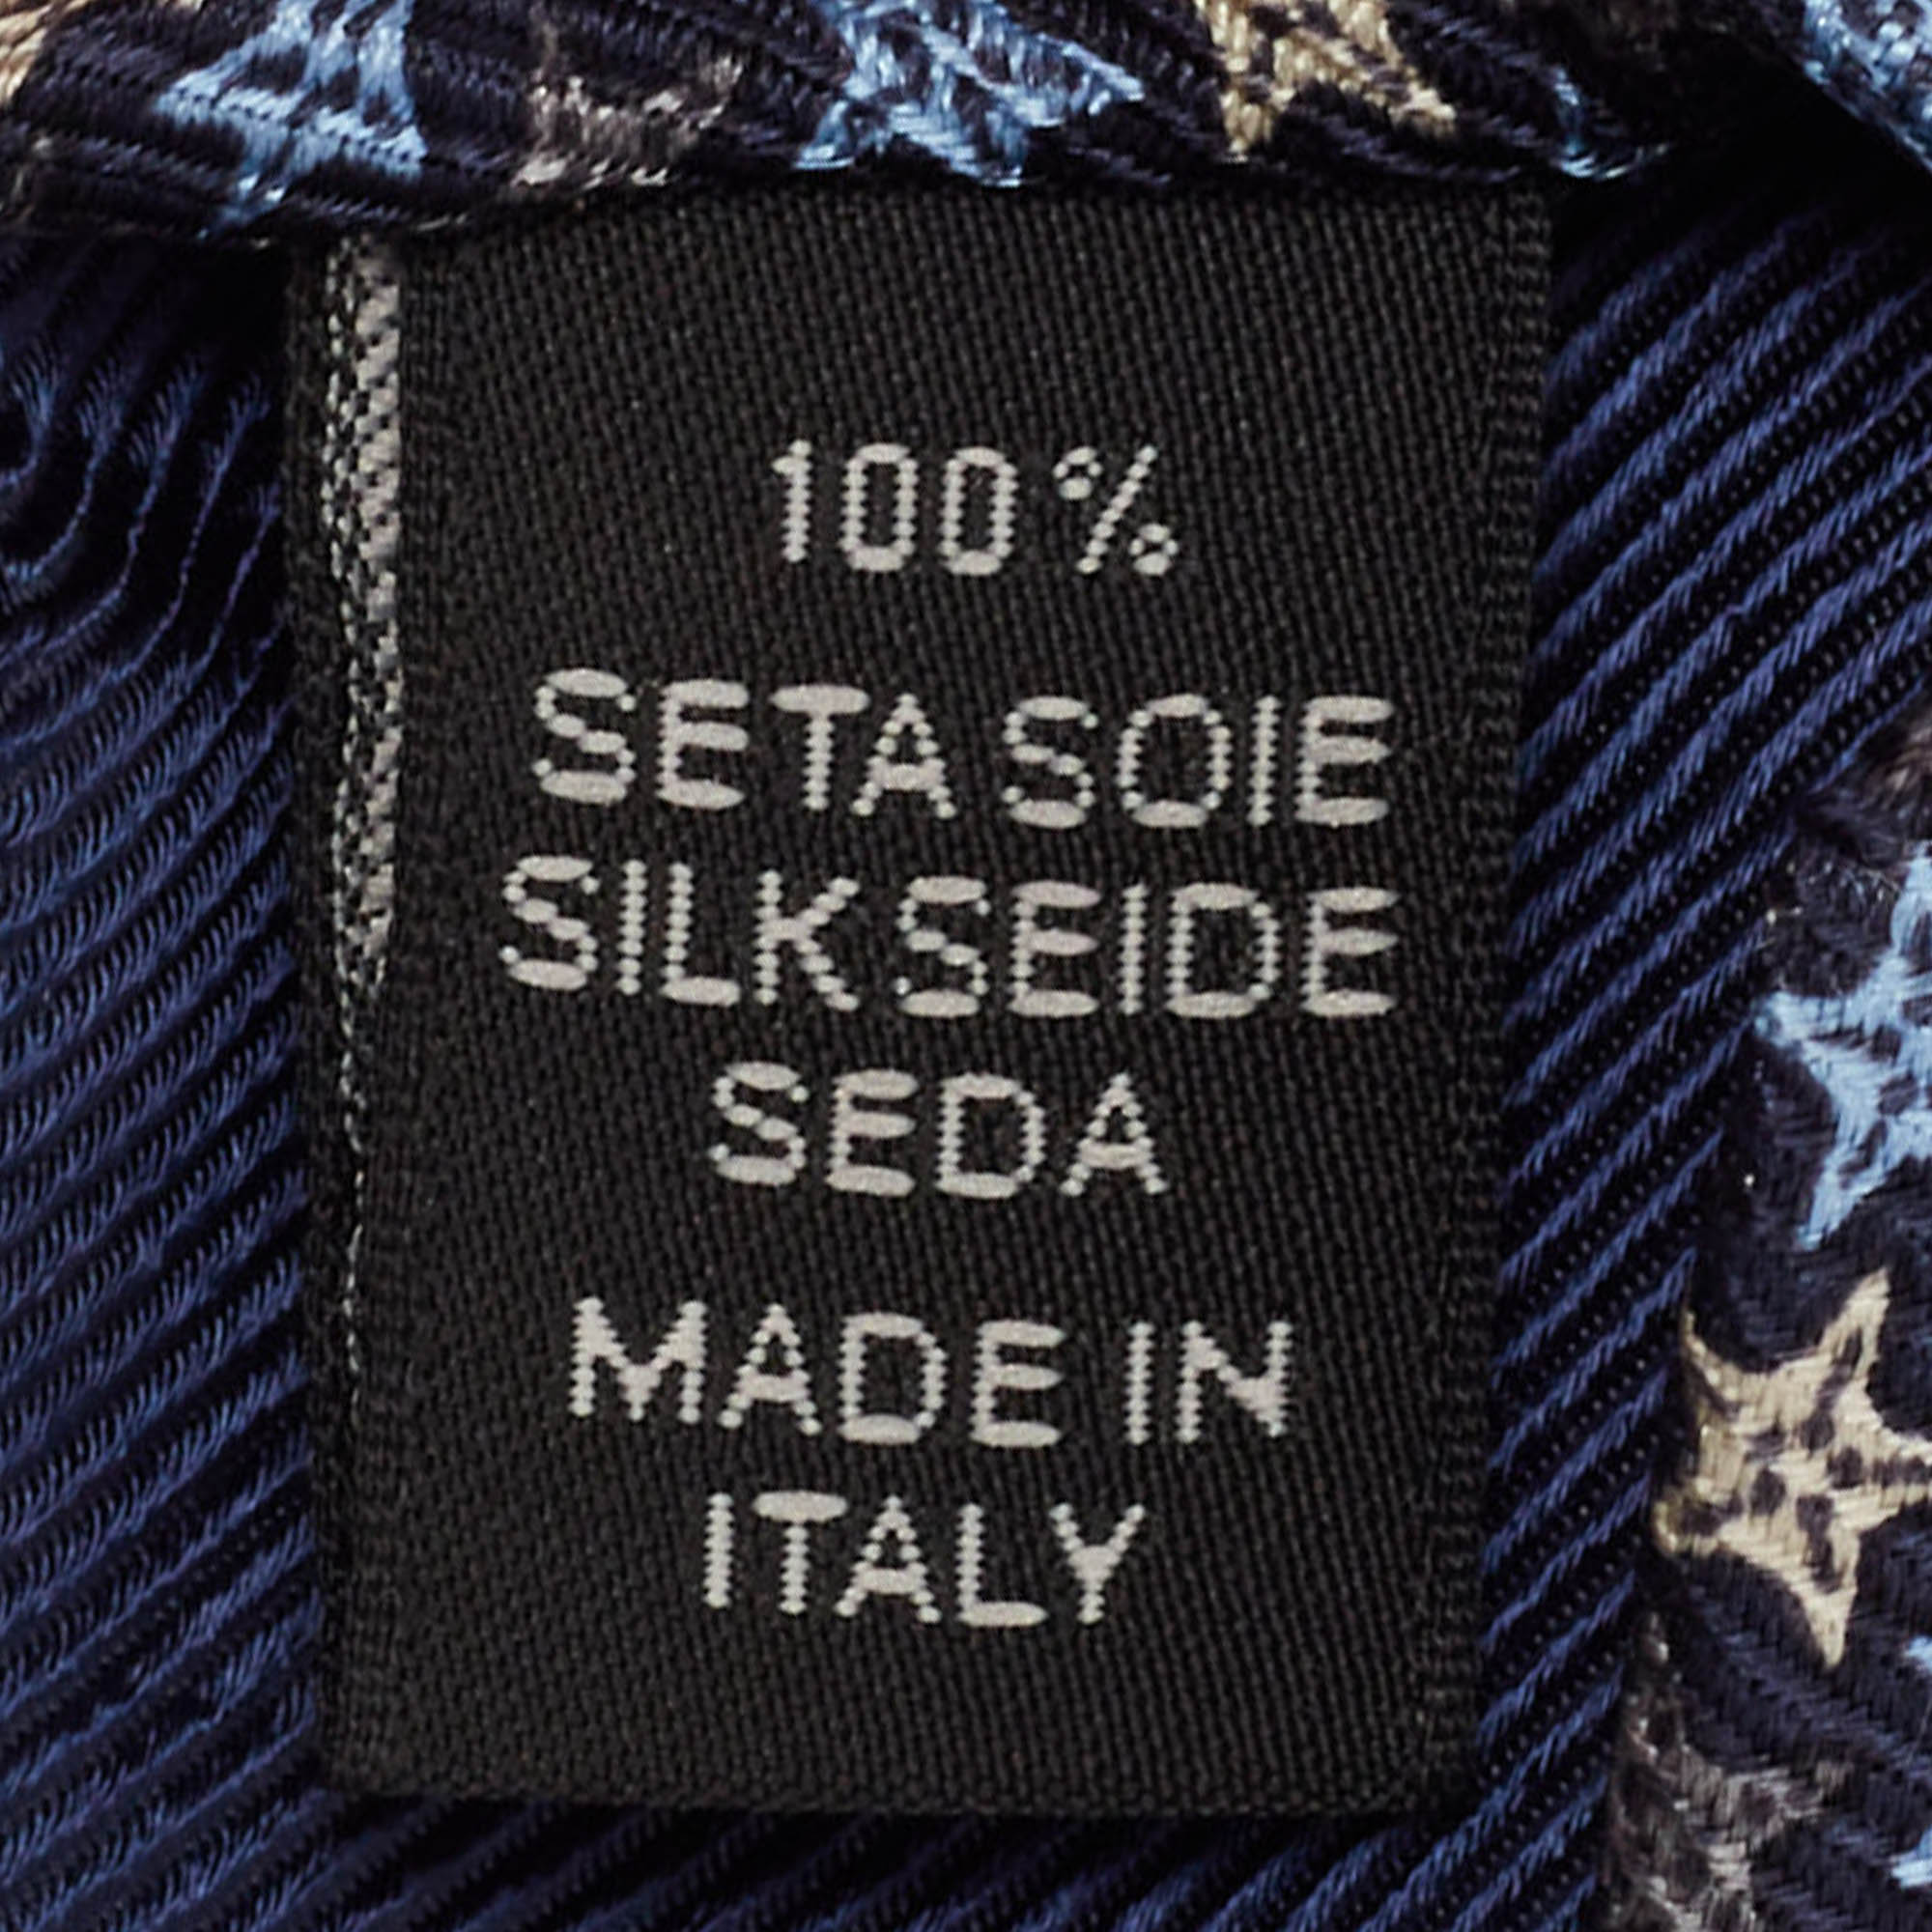 100%
SETA SOIE
SILK SEIDE
SEDA
MADE IN
ITALY